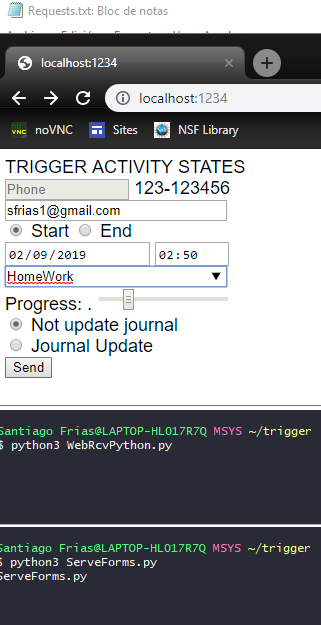 Requests.txt: Bloc de notas
localhost:1234
localhost:1234
noVNC Sites NSF Library
TRIGGER ACTIVITY STATES
Phone 123-123456
sfrias1@gmail.com
Start End
02/09/2019 02:50
HomeWork
Progress: .
Not update journal
Journal Update
Send
Santiago Frias@LAPTOP-HLO17R7Q MSYS ~/trigger
$ python3 WebRcvPython.py
Santiago Frias@LAPTOP-HLO17R7Q MSYS ~/trigger
$ python3 ServeForms.py
ServeForms.py